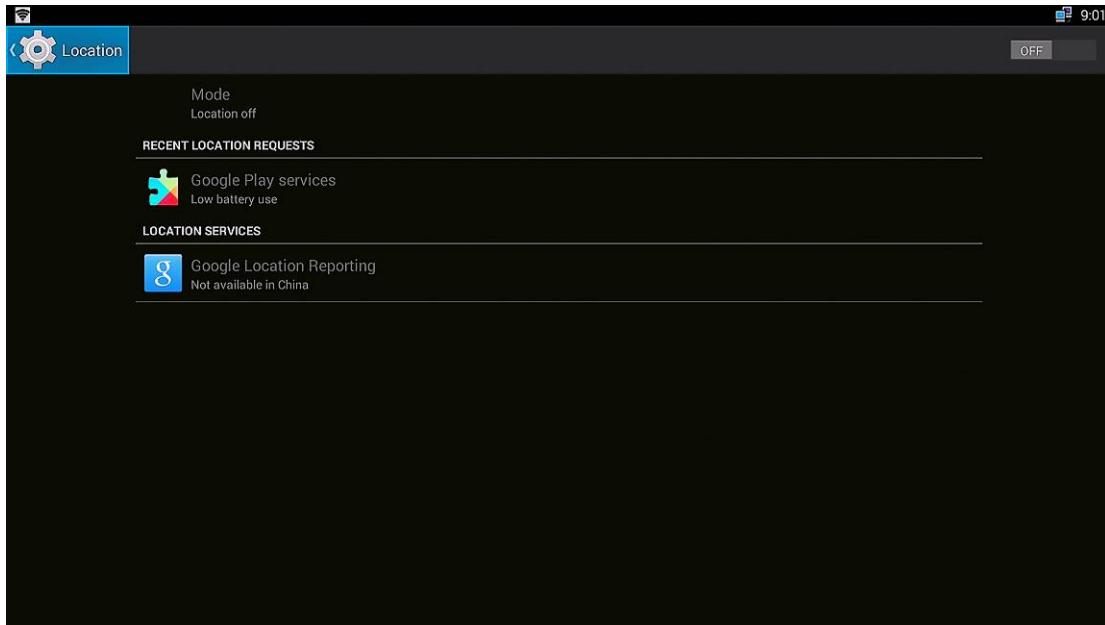 9:01
Location
OFF
Mode
Location off
RECENT LOCATION REQUESTS
Google Play services
Low battery use
LOCATION SERVICES
g
Google Location Reporting
Not available in China